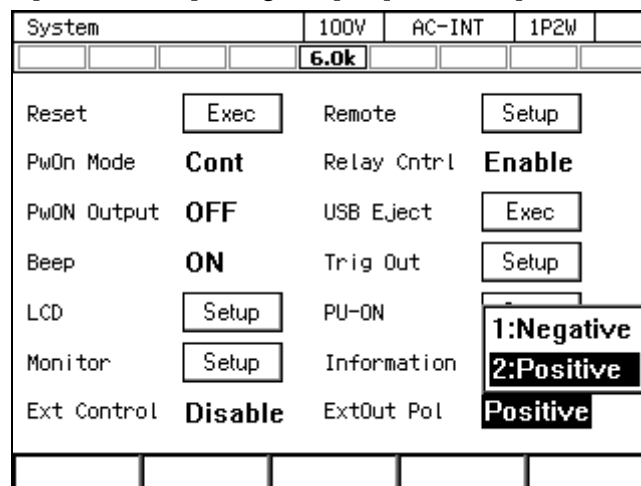 System 100V AC-INT 1P2W
6.0k
Reset Exec Remote Setup
PwOn Mode Cont Relay Cntrl Enable
PwON Output OFF USB Eject Exec
Beep ON Trig Out Setup
LCD Setup PU-ON
1:Negative
Monitor Setup Information 2:Positive
Ext Control Disable ExtOut Pol Positive